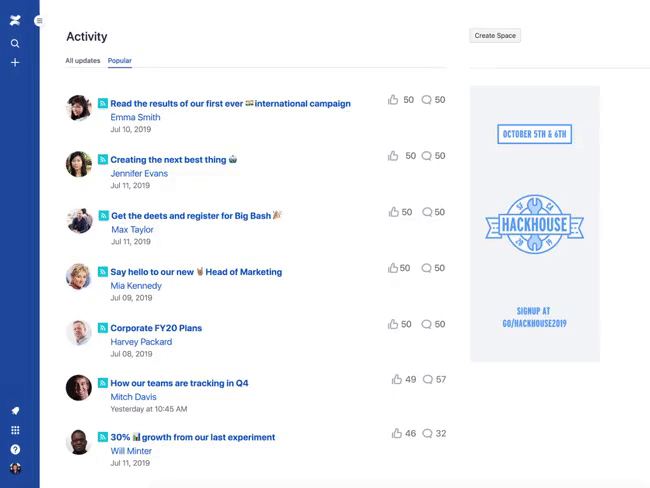 Activity
Create Space
All updates Popular
Read the results of our first ever international campaign
50 50
Emma Smith
Jul 10, 2019
Creating the next best thing
50 50
Jennifer Evans
Jul 11, 2019
Get the deets and register for Big Bash
50 50
Max Taylor
Jul 11, 2019
Say hello to our new Head of Marketing
50 50
Mia Kennedy
Jul 09, 2019
Corporate FY20 Plans
50 50
Harvey Packard
Jul 08, 2019
How our teams are tracking in Q4
49 57
Mitch Davis
Yesterday at 10:45 AM
30% growth from our last experiment
46 32
Will Minter
Jul 11, 2019
OCTOBER 5TH & 6TH
SF CA
HACKHOUSE
20 19
SIGNUP AT
GO/HACKHOUSE2019